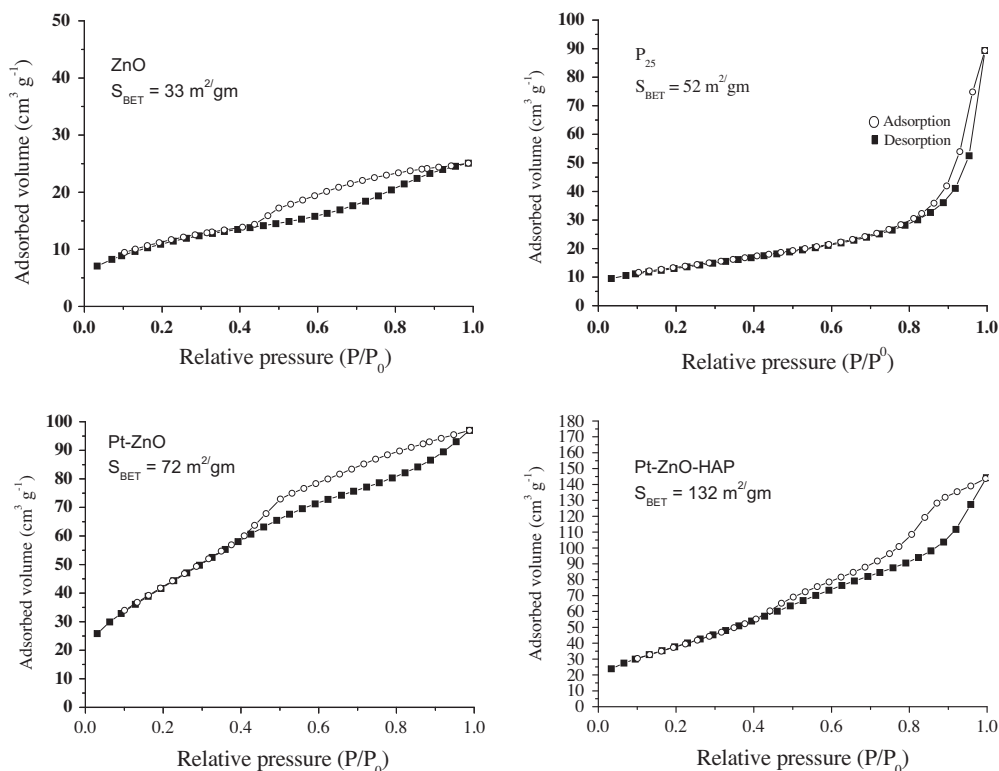 50
40
30
20
10
0
Adsorbed volume (cm³ g⁻¹)
ZnO
S_BET = 33 m²/gm
0.0 0.2 0.4 0.6 0.8 1.0
Relative pressure (P/P₀)
100
90
80
70
60
50
40
30
20
10
0
Adsorbed volume (cm³ g⁻¹)
P₂₅
S_BET = 52 m²/gm
Adsorption
Desorption
0.0 0.2 0.4 0.6 0.8 1.0
Relative pressure (P/P⁰)
100
90
80
70
60
50
40
30
20
10
0
Adsorbed volume (cm³ g⁻¹)
Pt-ZnO
S_BET = 72 m²/gm
0.0 0.2 0.4 0.6 0.8 1.0
Relative pressure (P/P₀)
180
170
160
150
140
130
120
110
100
90
80
70
60
50
40
30
20
10
0
Adsorbed volume (cm³ g⁻¹)
Pt-ZnO-HAP
S_BET = 132 m²/gm
0.0 0.2 0.4 0.6 0.8 1.0
Relative pressure (P/P₀)